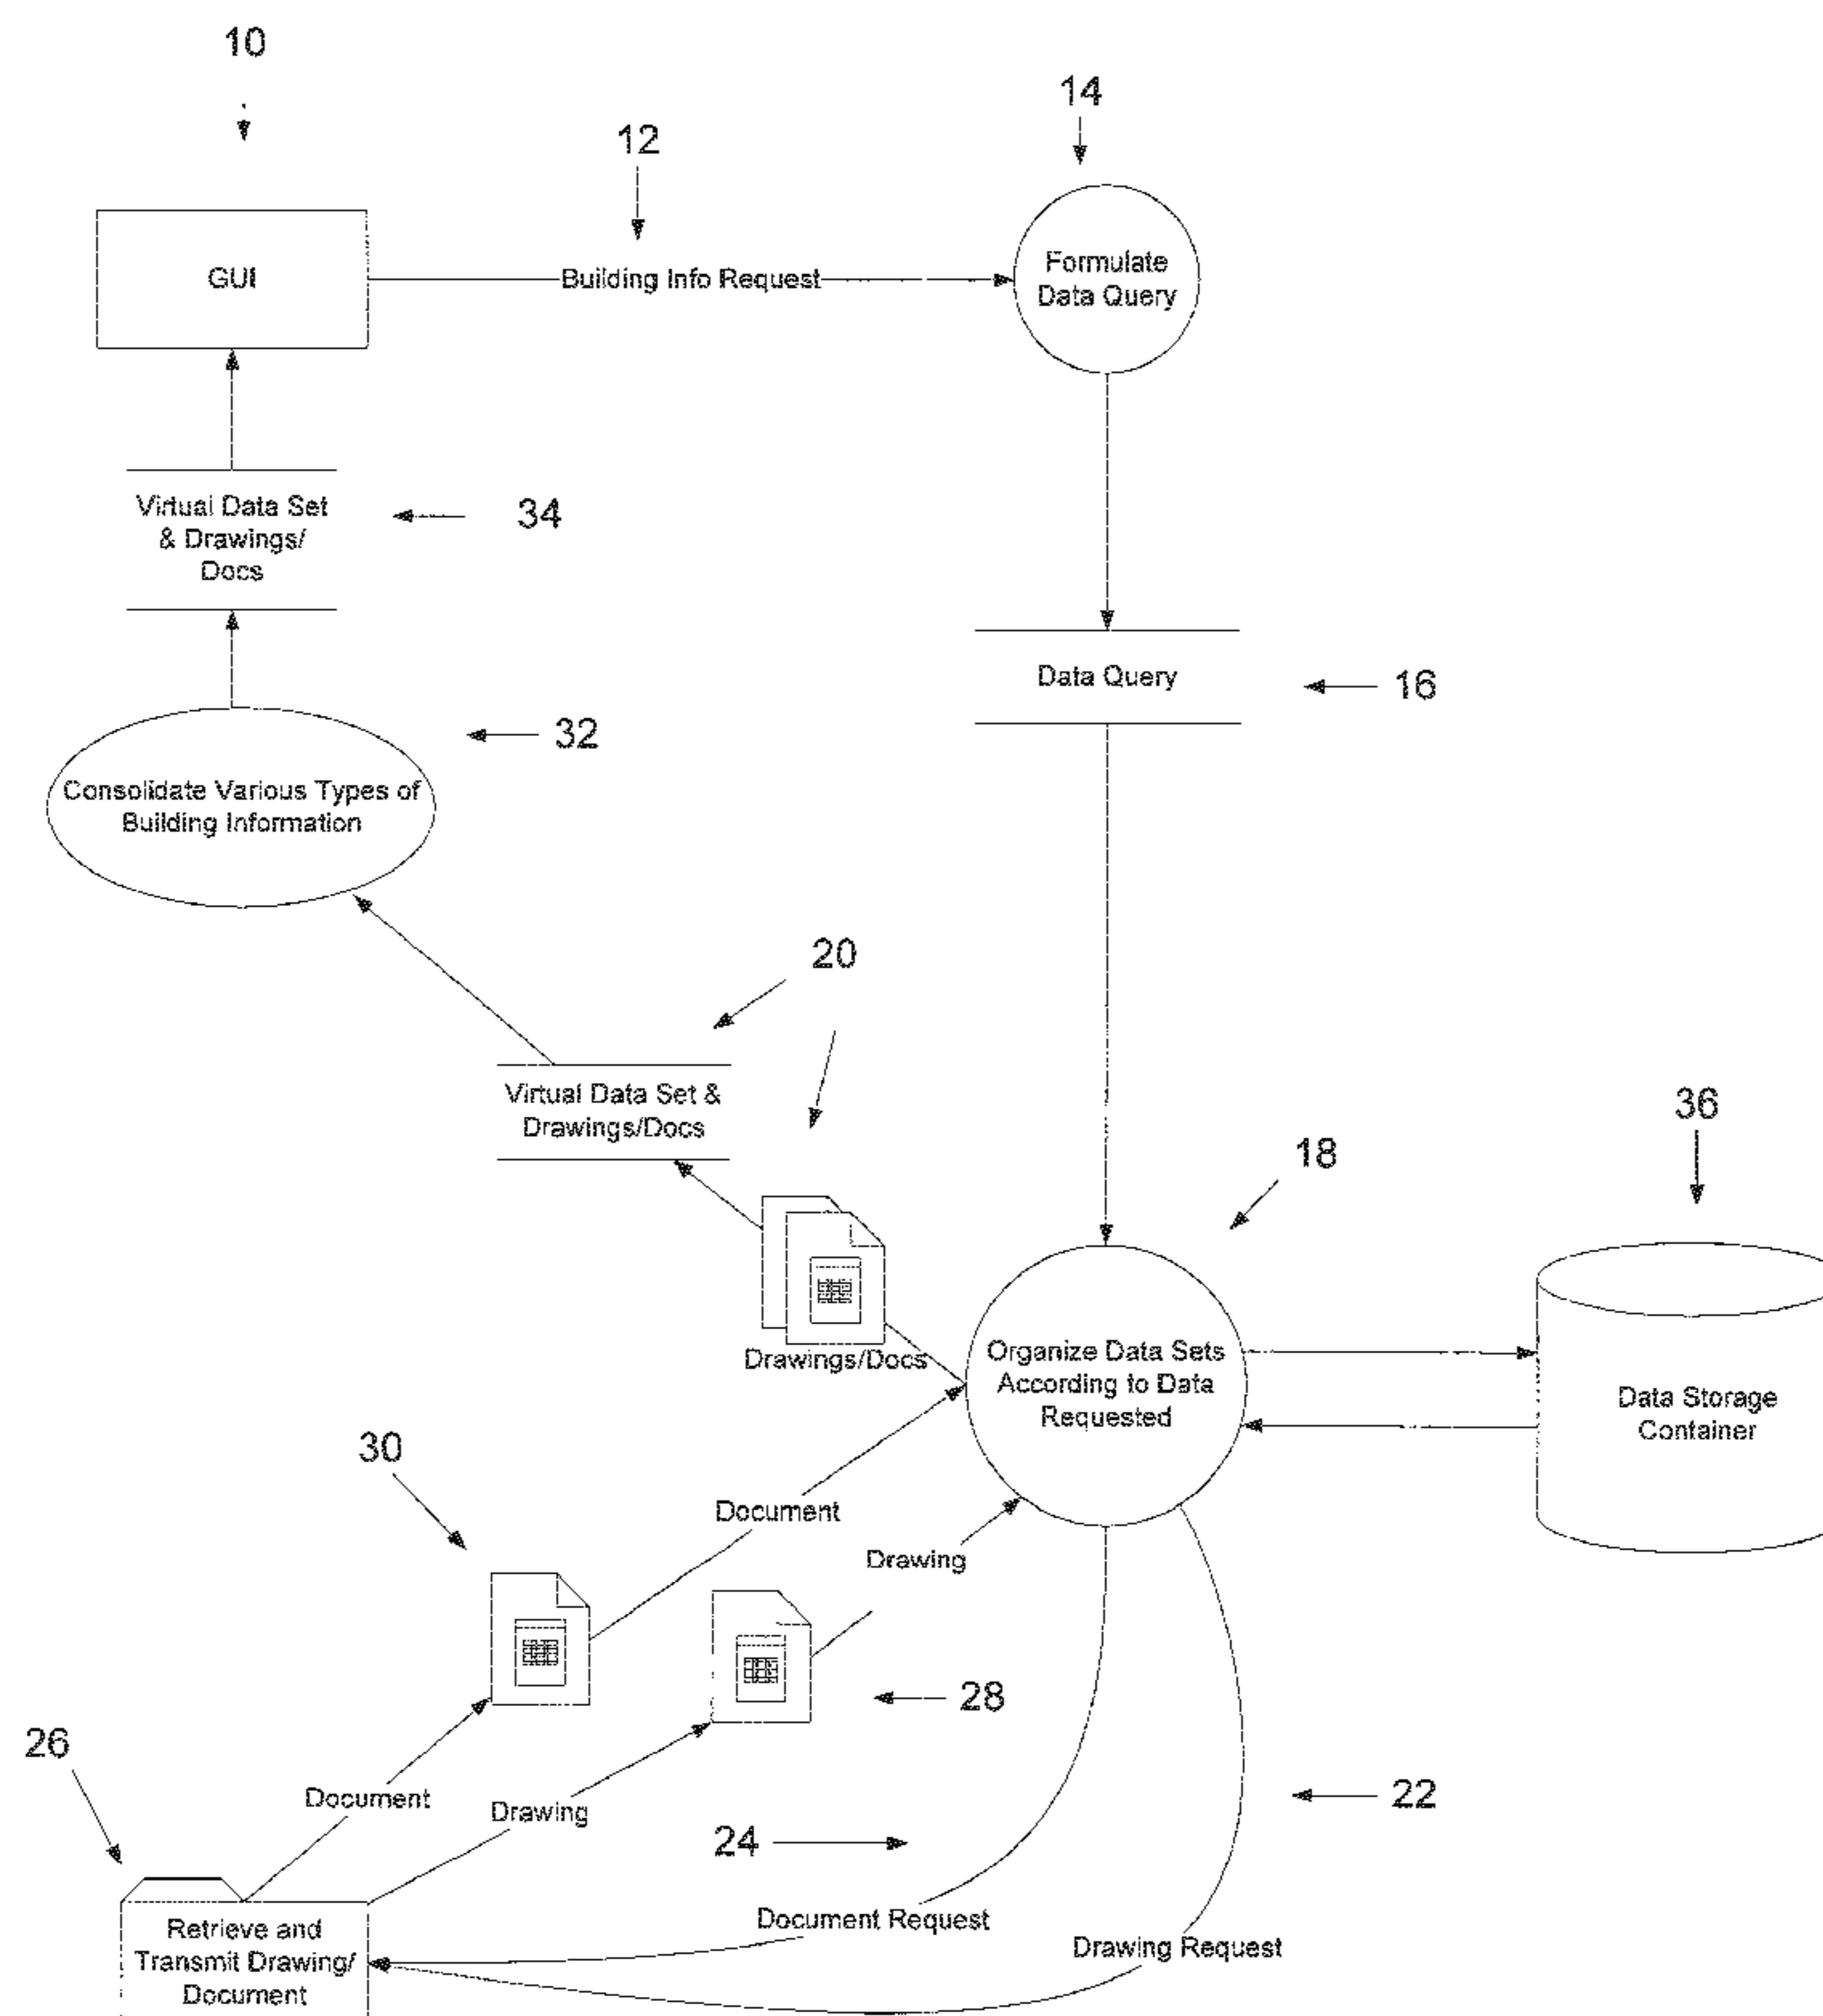 10
14
12
GUI
Building Info Request
Formulate
Data Query
Virtual Data Set
& Drawings/
Docs
34
Data Query
16
32
Consolidate Various Types of
Building Information
20
Virtual Data Set &
Drawings/Docs
36
18
Drawings/Docs
Organize Data Sets
According to Data
Requested
Data Storage
Container
30
Document
Drawing
28
26
Document
Drawing
22
24
Document Request
Drawing Request
Retrieve and
Transmit Drawing/
Document